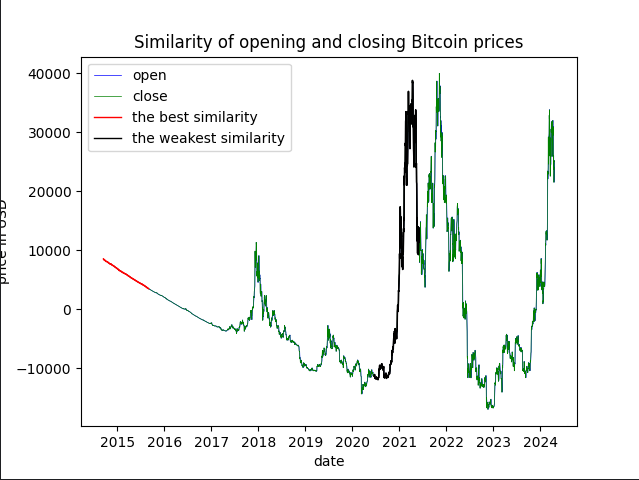 Similarity of opening and closing Bitcoin prices
open
close
the best similarity
the weakest similarity
40000
30000
20000
10000
0
−10000
price in USD
2015 2016 2017 2018 2019 2020 2021 2022 2023 2024
date